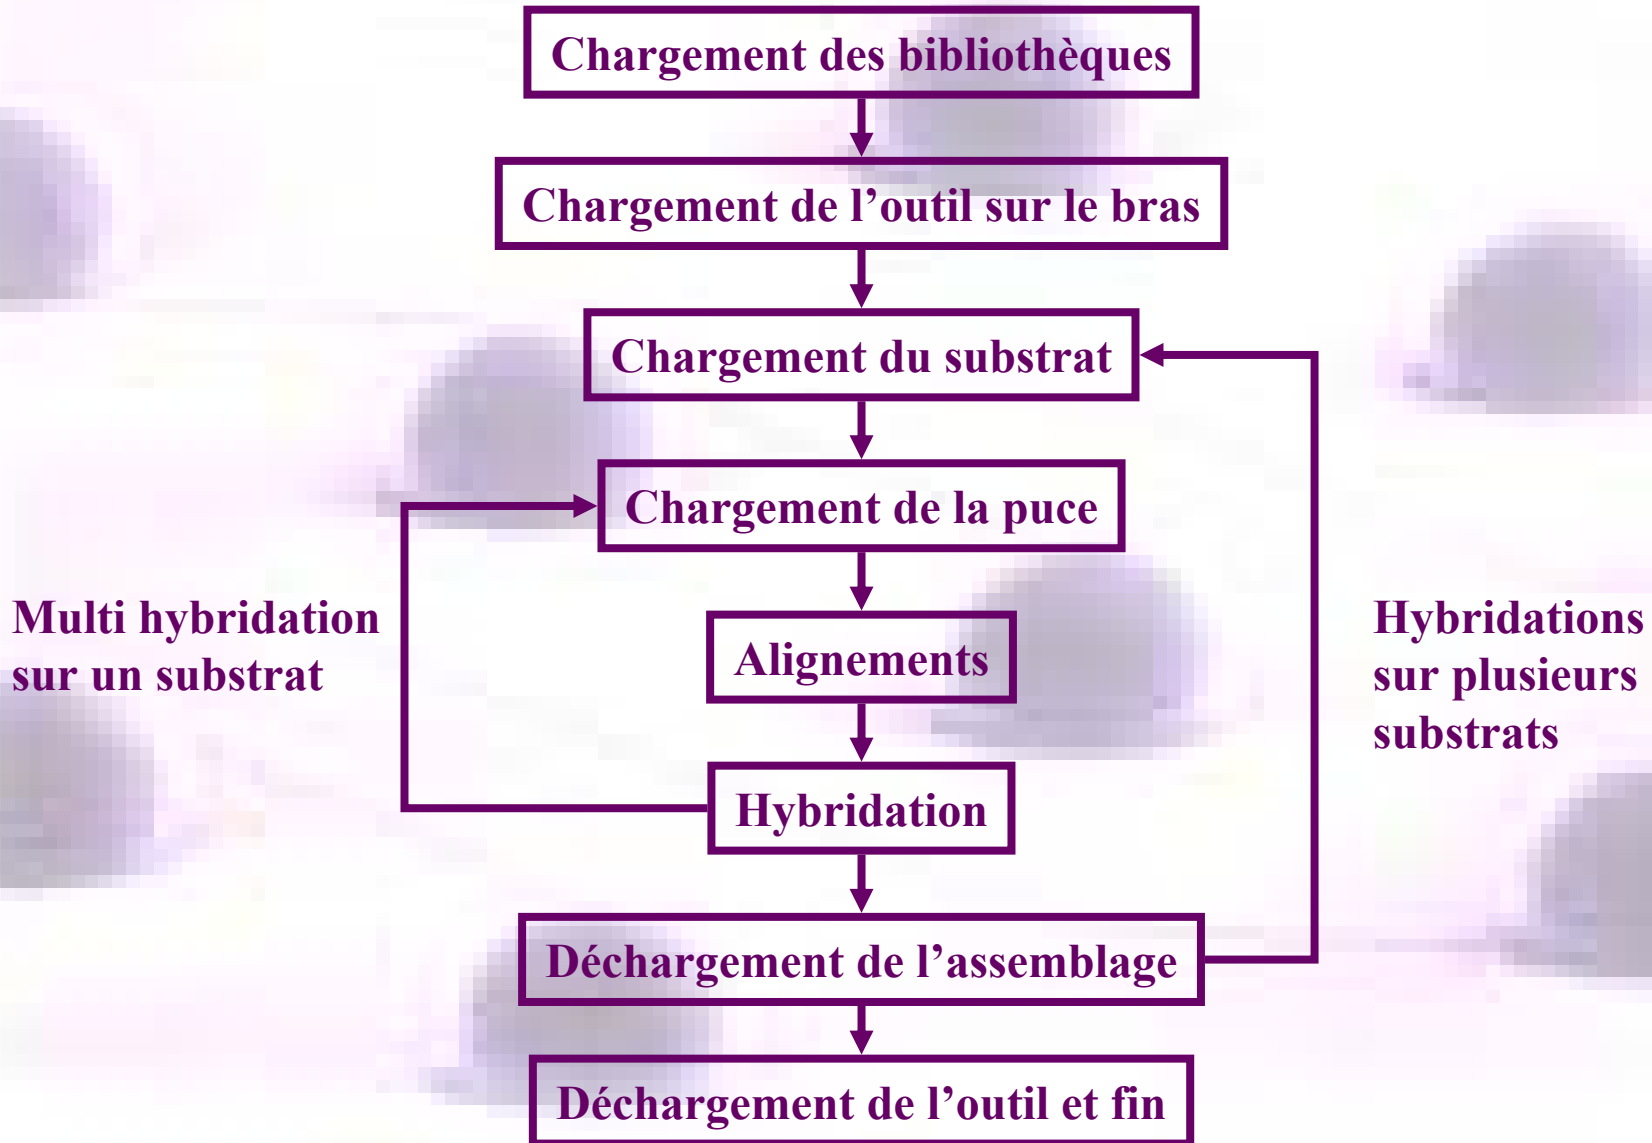 Chargement des bibliothèques
Chargement de l’outil sur le bras
Chargement du substrat
Chargement de la puce
Multi hybridation
sur un substrat
Alignements
Hybridations
sur plusieurs
substrats
Hybridation
Déchargement de l’assemblage
Déchargement de l’outil et fin